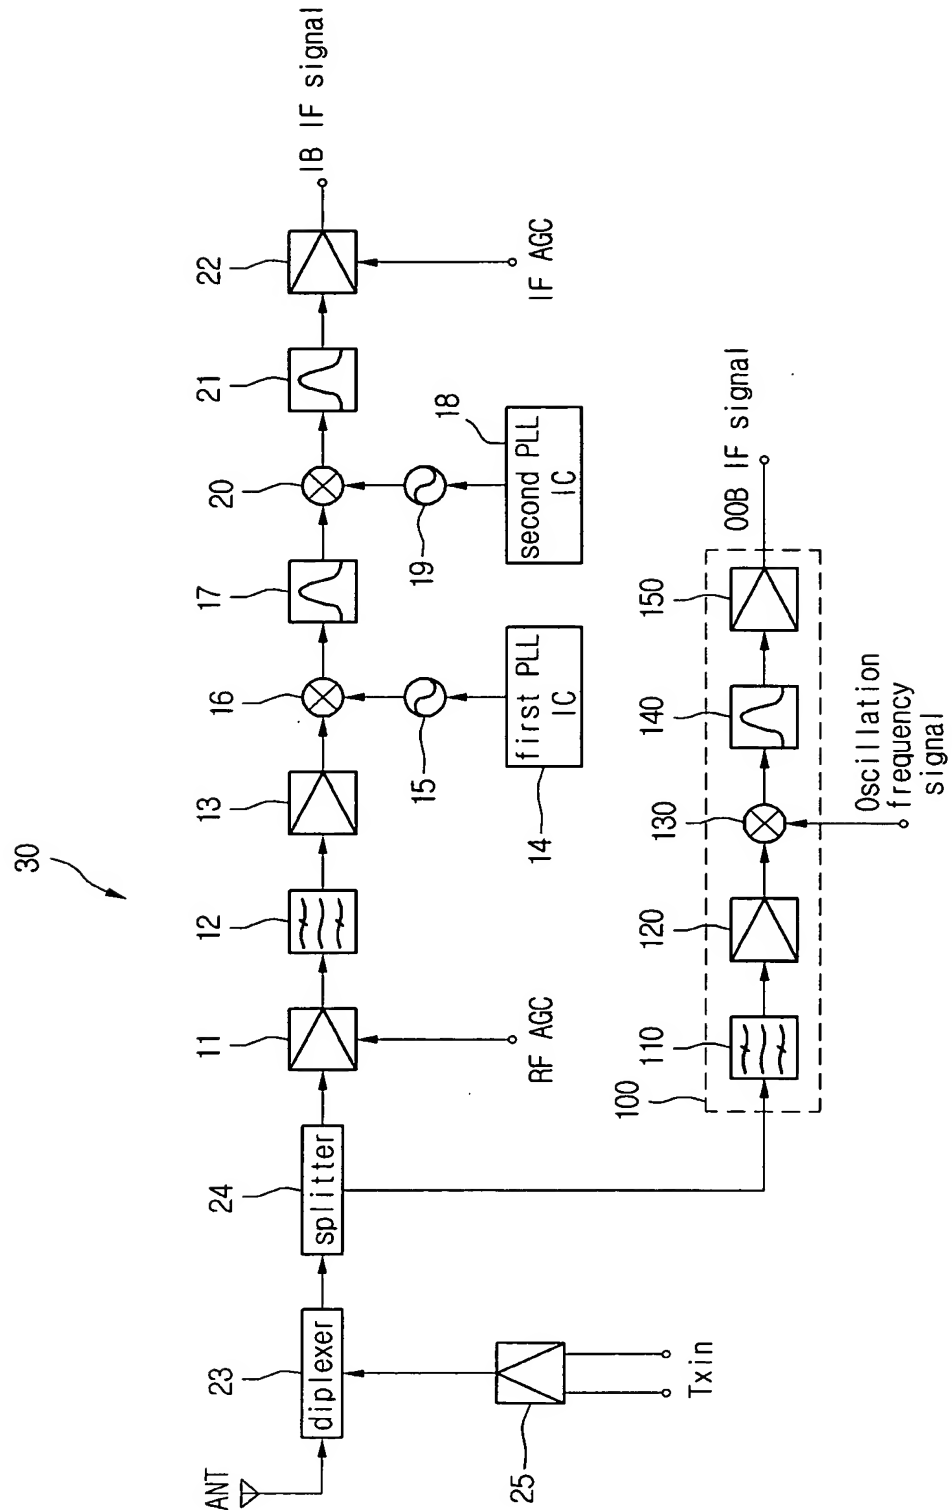 30
ANT
23
diplexer
24
splitter
11
12
13
16
17
20
21
22
IB IF signal
RF AGC
15
first PLL
IC
14
19
second PLL
IC
18
IF AGC
25
Txin
100
110
120
130
140
150
OOB IF signal
Oscillation
frequency
signal